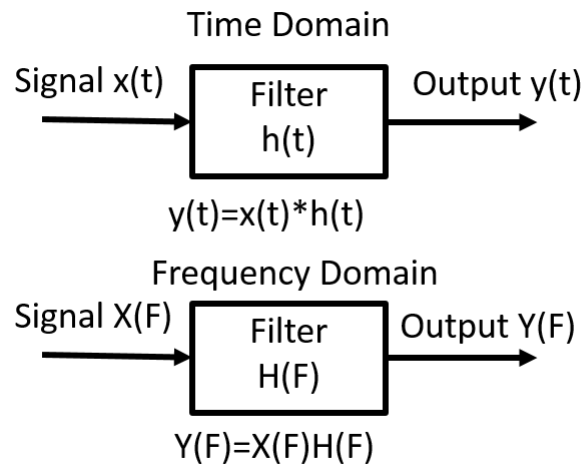 Time Domain
Signal x(t)
Filter
h(t)
Output y(t)
y(t)=x(t)*h(t)
Frequency Domain
Signal X(F)
Filter
H(F)
Output Y(F)
Y(F)=X(F)H(F)